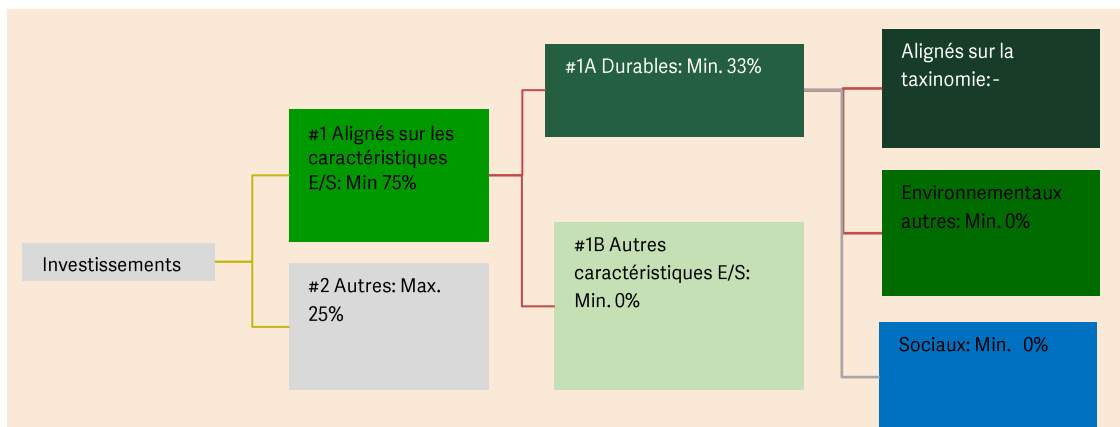 Investissements
#1 Alignés sur les
caractéristiques
E/S: Min 75%
#2 Autres: Max.
25%
#1A Durables: Min. 33%
#1B Autres
caractéristiques E/S:
Min. 0%
Alignés sur la
taxinomie:-
Environnementaux
autres: Min. 0%
Sociaux: Min. 0%